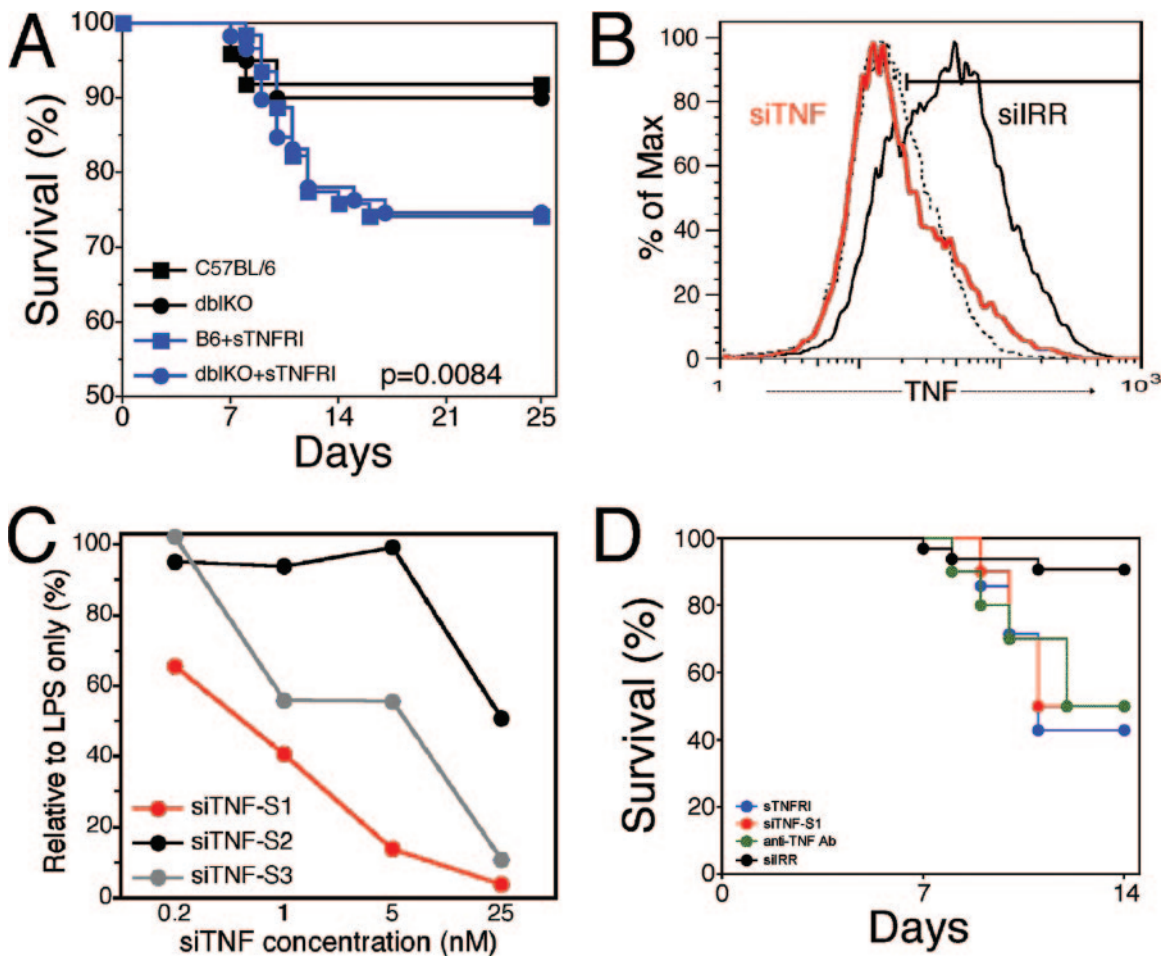 A
Survival (%)
100
90
80
70
60
50
C57BL/6
dblKO
B6+sTNFRI
dblKO+sTNFRI
p=0.0084
0
7
14
21
25
Days
B
% of Max
100
80
60
40
20
0
siTNF
siIRR
1
TNF
10³
C
Relative to LPS only (%)
100
80
60
40
20
0
siTNF-S1
siTNF-S2
siTNF-S3
0.2
1
5
25
siTNF concentration (nM)
D
Survival (%)
100
80
60
40
20
0
sTNFRI
siTNF-S1
anti-TNF Ab
siIRR
0
7
14
Days